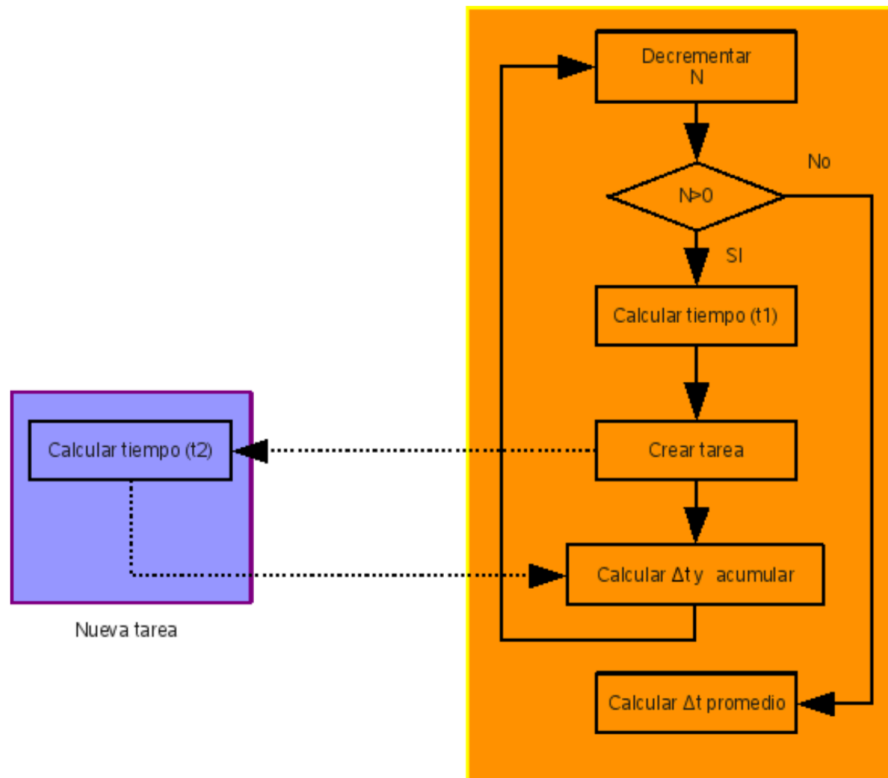 Decrementar
N
No
N>0
SI
Calcular tiempo (t1)
Calcular tiempo (t2)
Crear tarea
Calcular Δt y acumular
Nueva tarea
Calcular Δt promedio